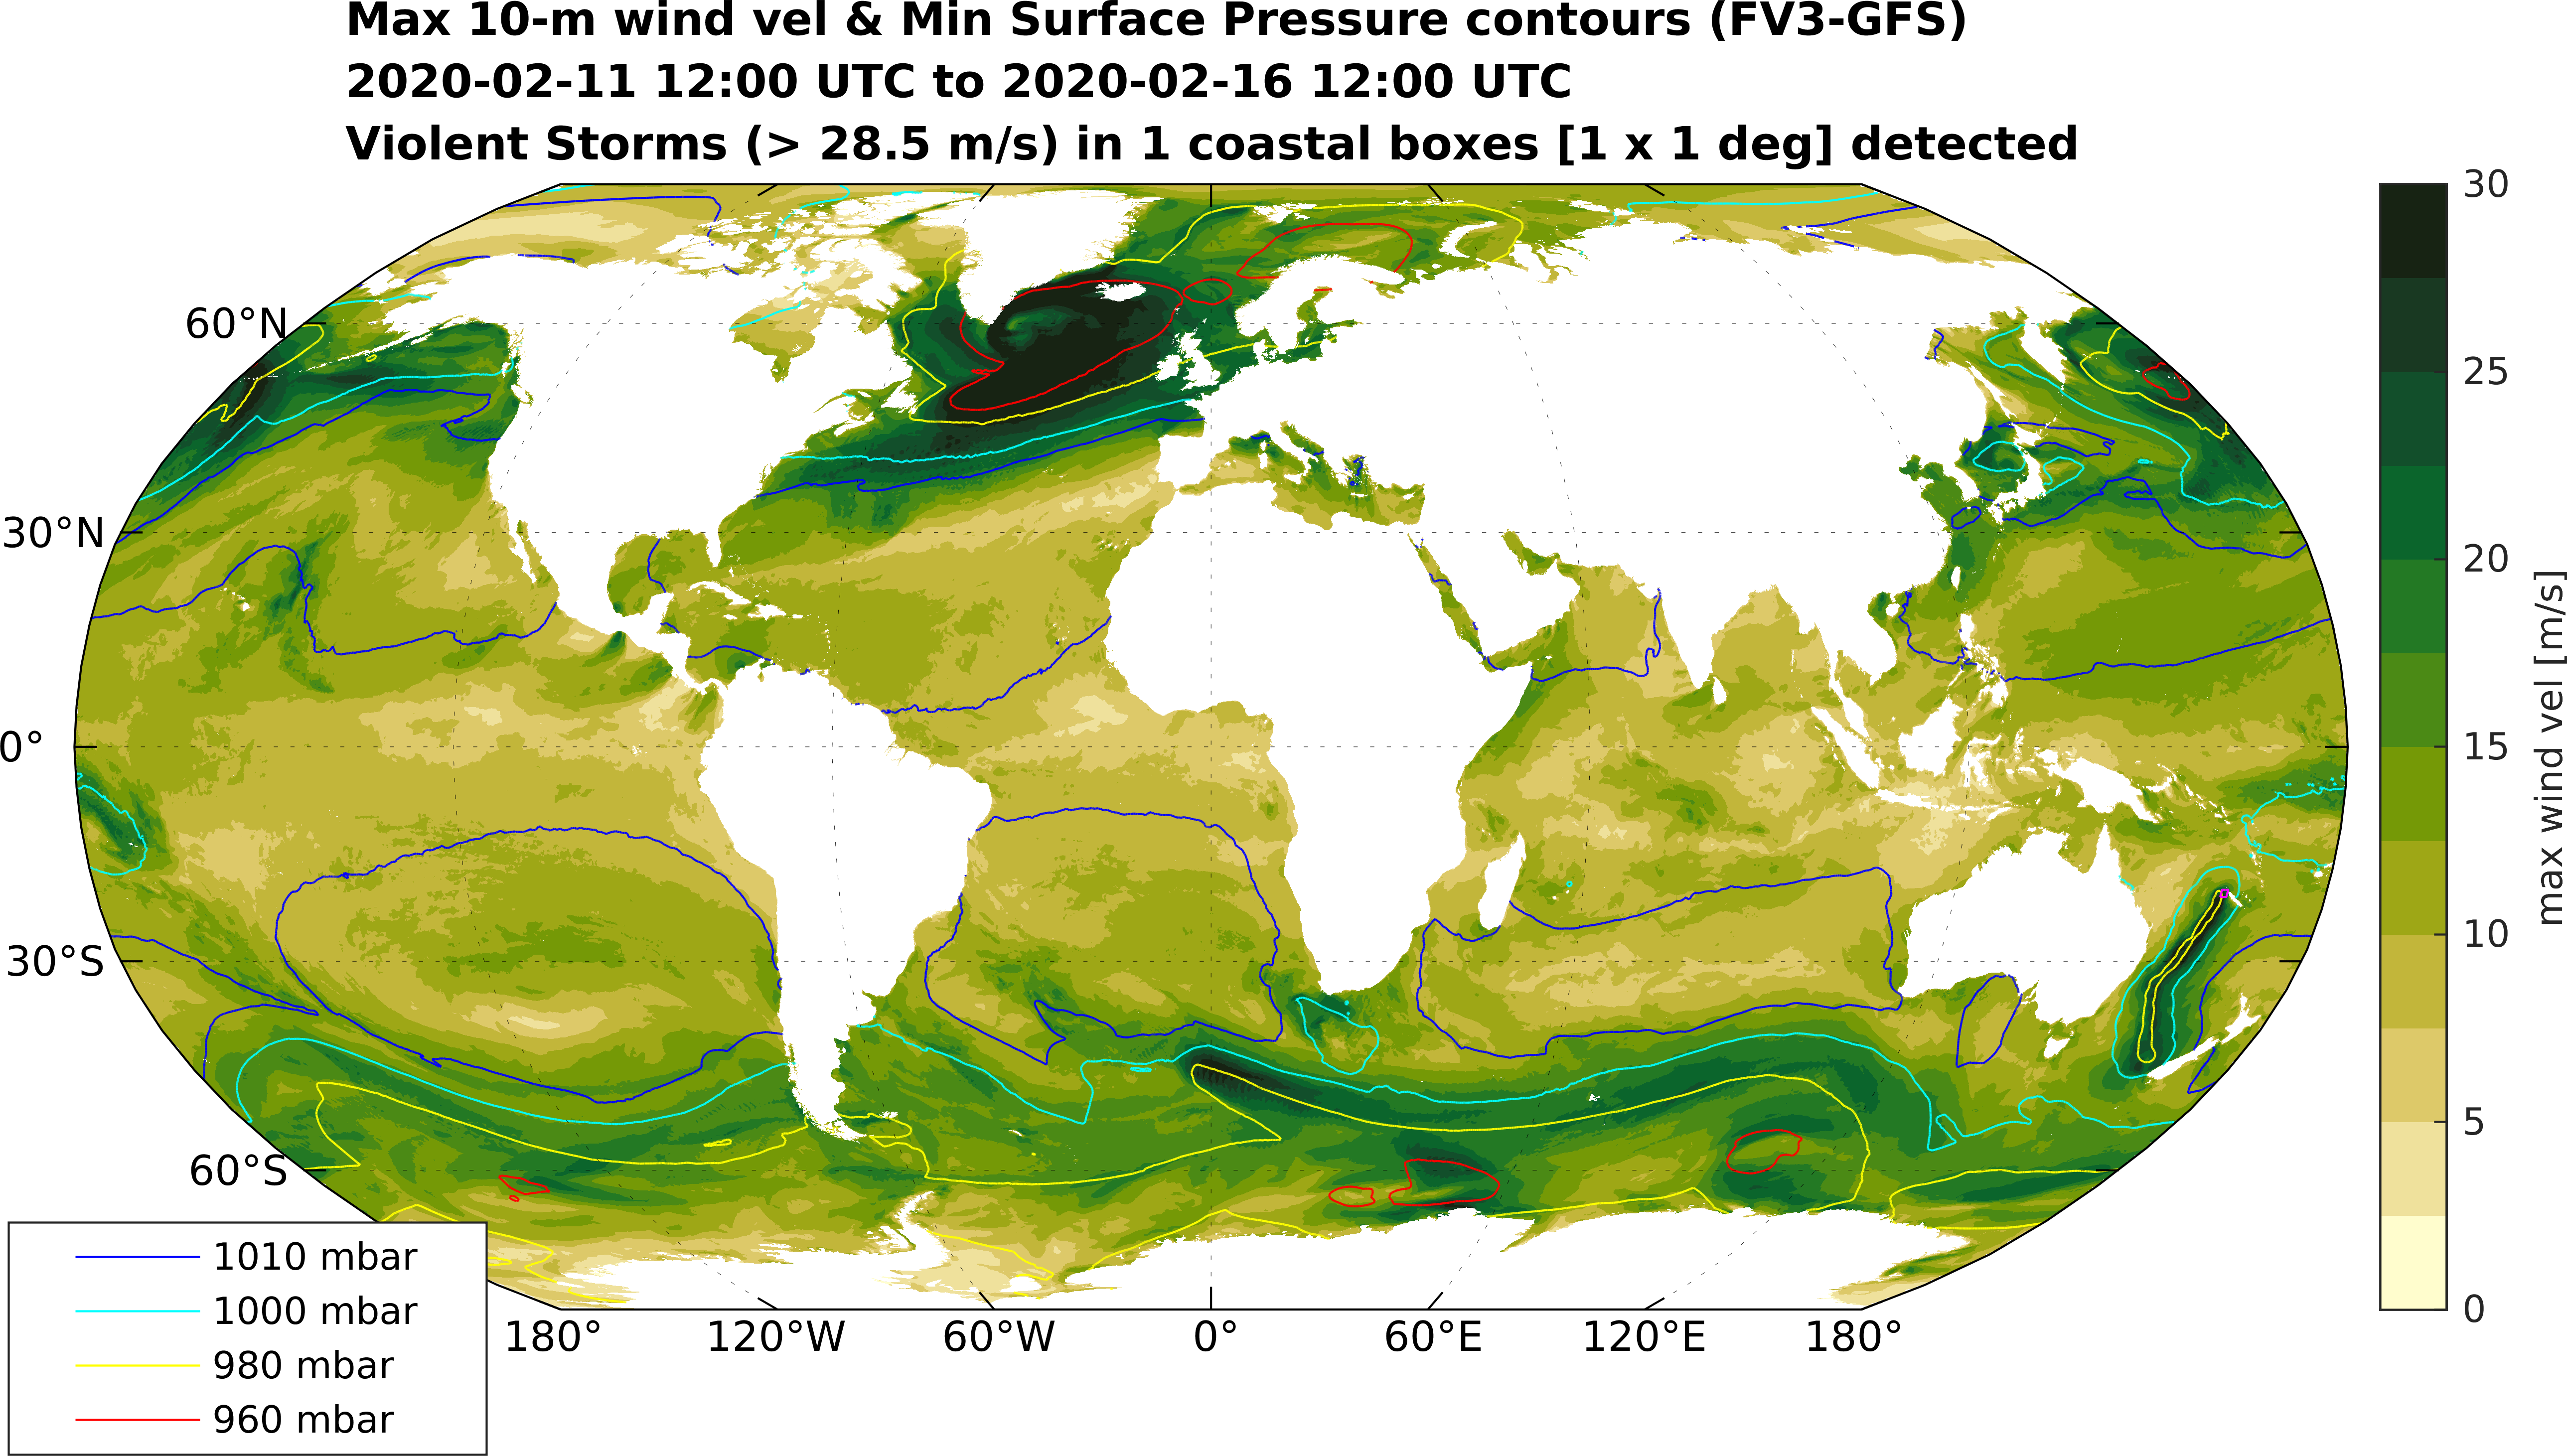 Max 10-m wind vel & Min Surface Pressure contours (FV3-GFS)
2020-02-11 12:00 UTC to 2020-02-16 12:00 UTC
Violent Storms (> 28.5 m/s) in 1 coastal boxes [1 x 1 deg] detected
60°N
30°N
0°
30°S
60°S
180°
120°W
60°W
0°
60°E
120°E
180°
30
25
20
15
10
5
0
max wind vel [m/s]
1010 mbar
1000 mbar
980 mbar
960 mbar